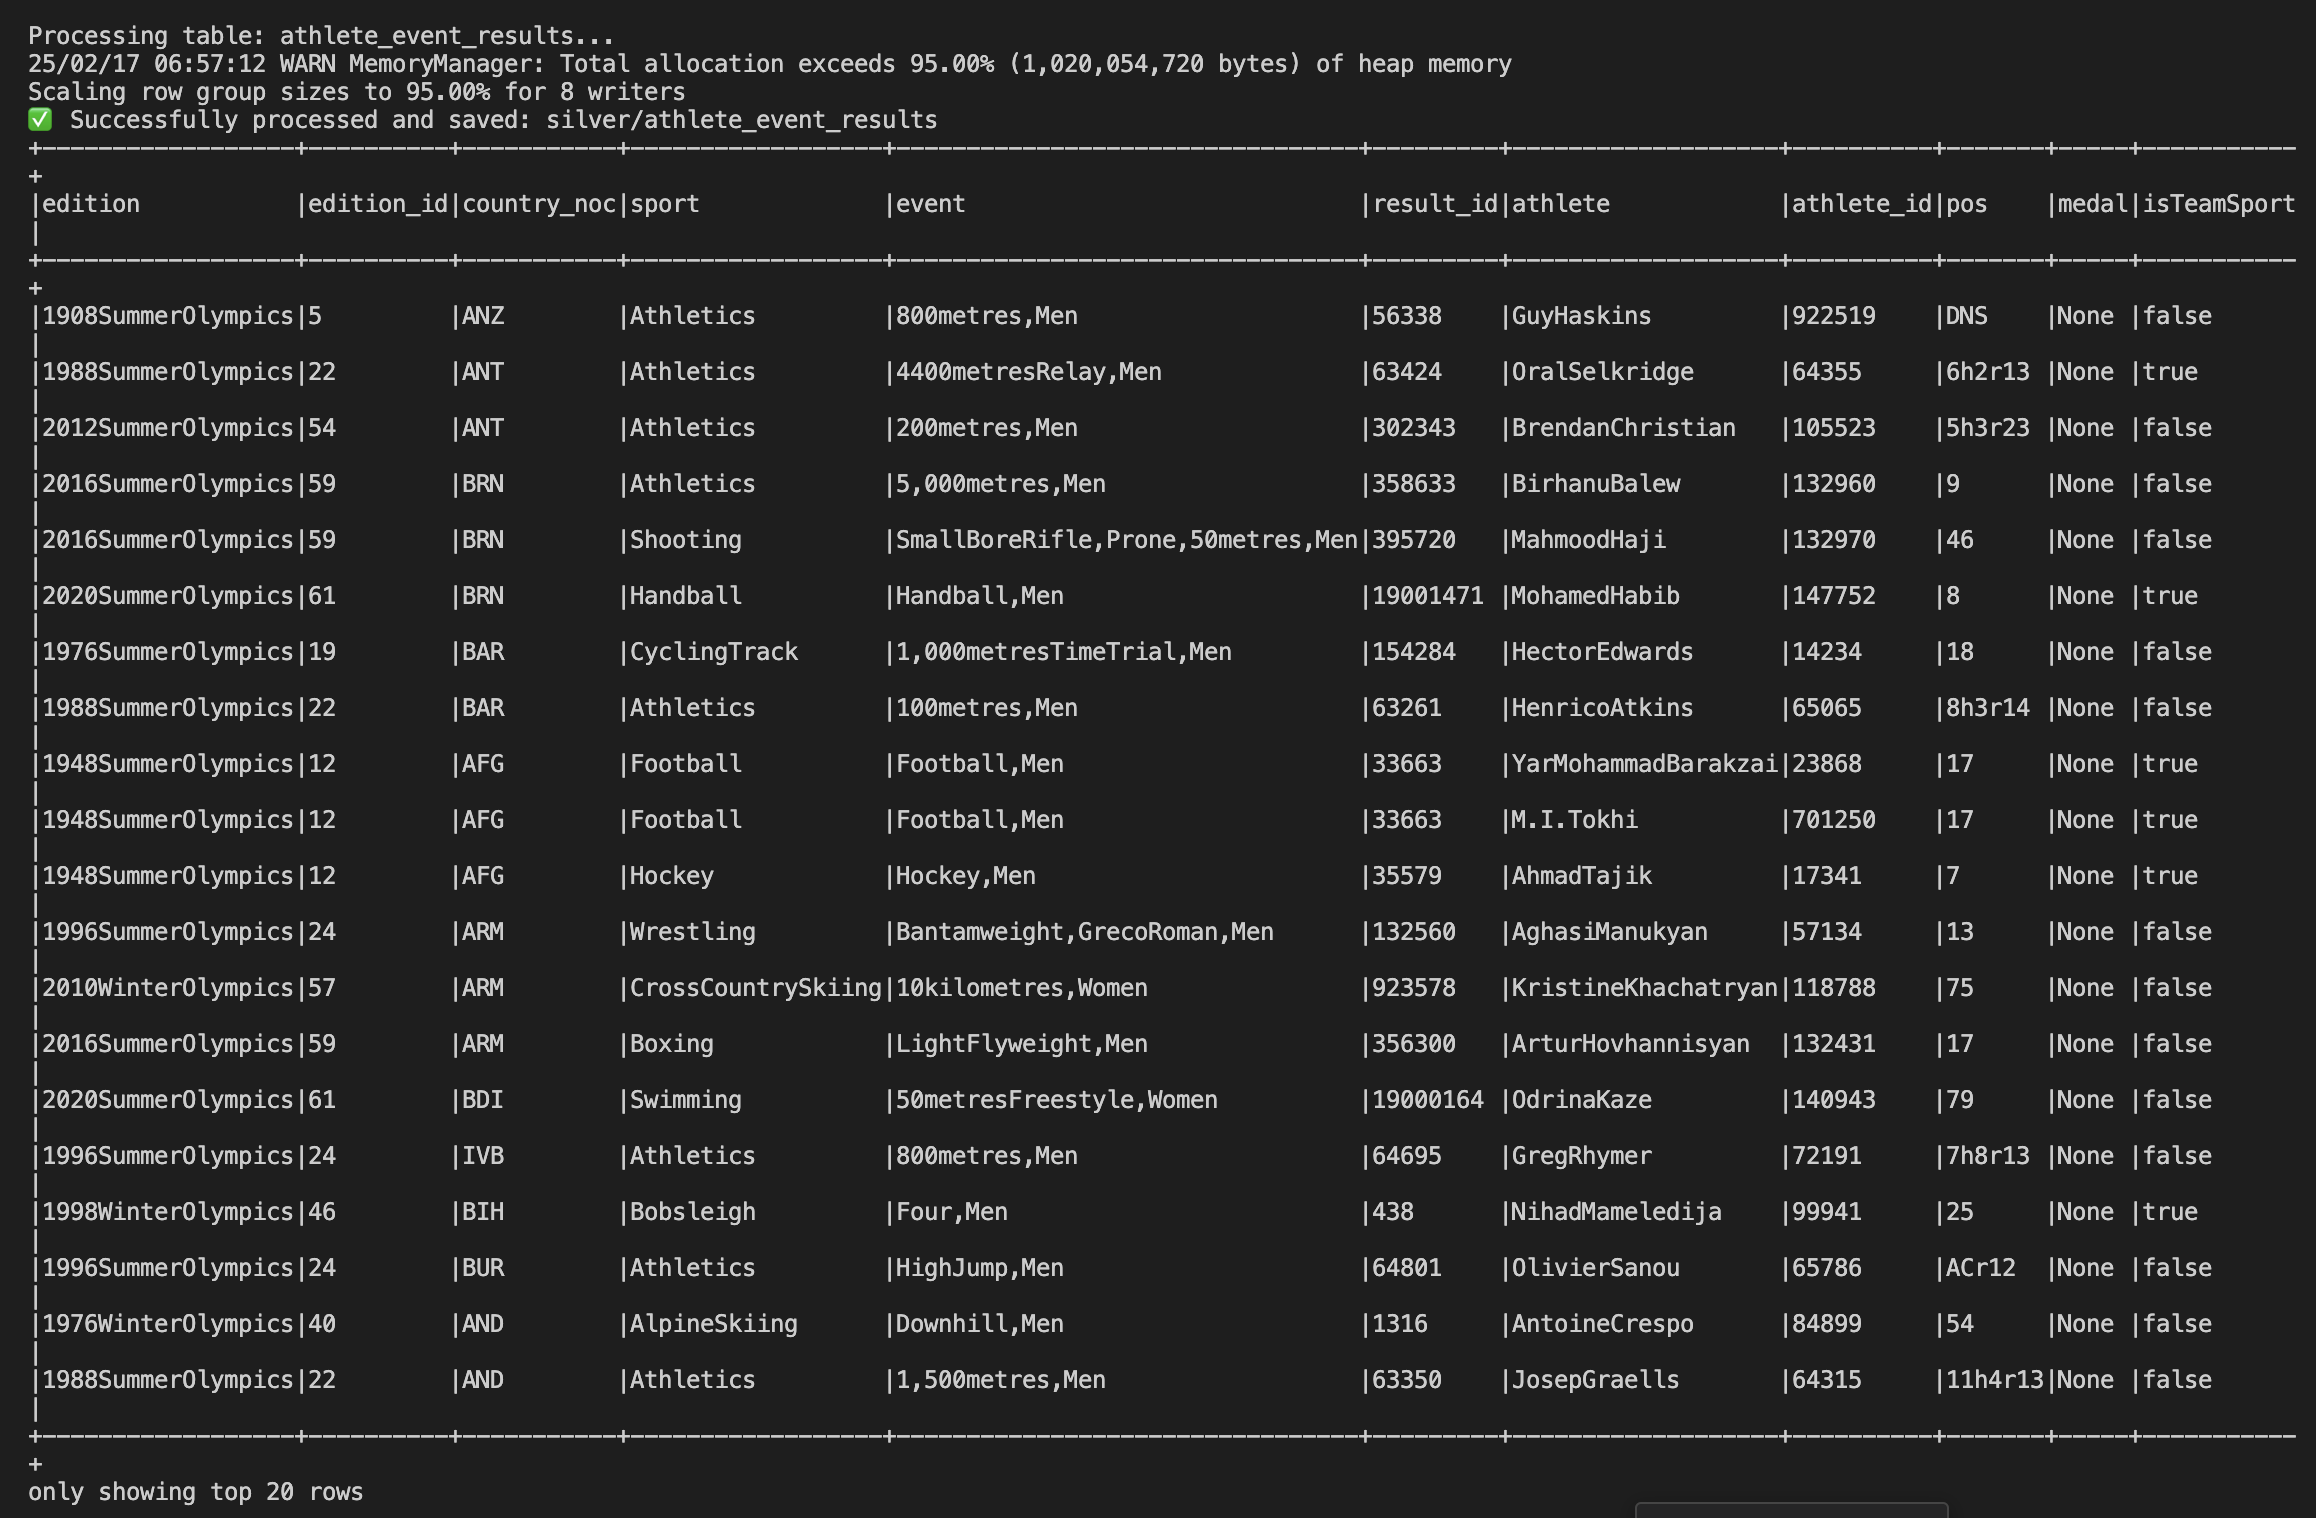 Processing table: athlete_event_results...
25/02/17 06:57:12 WARN MemoryManager: Total allocation exceeds 95.00% (1,020,054,720 bytes) of heap memory
Scaling row group sizes to 95.00% for 8 writers
✅ Successfully processed and saved: silver/athlete_event_results
+------------------+----------+-----------+------------------+----------------------------------+---------+-------------------+----------+-------+-----+-----------
+
|edition           |edition_id|country_noc|sport             |event                             |result_id|athlete            |athlete_id|pos    |medal|isTeamSport
|
+------------------+----------+-----------+------------------+----------------------------------+---------+-------------------+----------+-------+-----+-----------
+
|1908SummerOlympics|5         |ANZ        |Athletics         |800metres,Men                     |56338    |GuyHaskins         |922519    |DNS    |None |false
|
|1988SummerOlympics|22        |ANT        |Athletics         |4400metresRelay,Men               |63424    |OralSelkridge      |64355     |6h2r13 |None |true
|
|2012SummerOlympics|54        |ANT        |Athletics         |200metres,Men                     |302343   |BrendanChristian   |105523    |5h3r23 |None |false
|
|2016SummerOlympics|59        |BRN        |Athletics         |5,000metres,Men                   |358633   |BirhanuBalew       |132960    |9      |None |false
|
|2016SummerOlympics|59        |BRN        |Shooting          |SmallBoreRifle,Prone,50metres,Men|395720   |MahmoodHaji        |132970    |46     |None |false
|
|2020SummerOlympics|61        |BRN        |Handball          |Handball,Men                      |19001471 |MohamedHabib       |147752    |8      |None |true
|
|1976SummerOlympics|19        |BAR        |CyclingTrack      |1,000metresTimeTrial,Men          |154284   |HectorEdwards      |14234     |18     |None |false
|
|1988SummerOlympics|22        |BAR        |Athletics         |100metres,Men                     |63261    |HenricoAtkins      |65065     |8h3r14 |None |false
|
|1948SummerOlympics|12        |AFG        |Football          |Football,Men                      |33663    |YarMohammadBarakzai|23868     |17     |None |true
|
|1948SummerOlympics|12        |AFG        |Football          |Football,Men                      |33663    |M.I.Tokhi          |701250    |17     |None |true
|
|1948SummerOlympics|12        |AFG        |Hockey            |Hockey,Men                        |35579    |AhmadTajik         |17341     |7      |None |true
|
|1996SummerOlympics|24        |ARM        |Wrestling         |Bantamweight,GrecoRoman,Men       |132560   |AghasiManukyan     |57134     |13     |None |false
|
|2010WinterOlympics|57        |ARM        |CrossCountrySkiing|10kilometres,Women                |923578   |KristineKhachatryan|118788    |75     |None |false
|
|2016SummerOlympics|59        |ARM        |Boxing            |LightFlyweight,Men                |356300   |ArturHovhannisyan  |132431    |17     |None |false
|
|2020SummerOlympics|61        |BDI        |Swimming          |50metresFreestyle,Women           |19000164 |OdrinaKaze         |140943    |79     |None |false
|
|1996SummerOlympics|24        |IVB        |Athletics         |800metres,Men                     |64695    |GregRhymer         |72191     |7h8r13 |None |false
|
|1998WinterOlympics|46        |BIH        |Bobsleigh         |Four,Men                          |438      |NihadMameledija    |99941     |25     |None |true
|
|1996SummerOlympics|24        |BUR        |Athletics         |HighJump,Men                      |64801    |OlivierSanou       |65786     |ACr12  |None |false
|
|1976WinterOlympics|40        |AND        |AlpineSkiing      |Downhill,Men                      |1316     |AntoineCrespo      |84899     |54     |None |false
|
|1988SummerOlympics|22        |AND        |Athletics         |1,500metres,Men                   |63350    |JosepGraells       |64315     |11h4r13|None |false
|
+------------------+----------+-----------+------------------+----------------------------------+---------+-------------------+----------+-------+-----+-----------
+
only showing top 20 rows